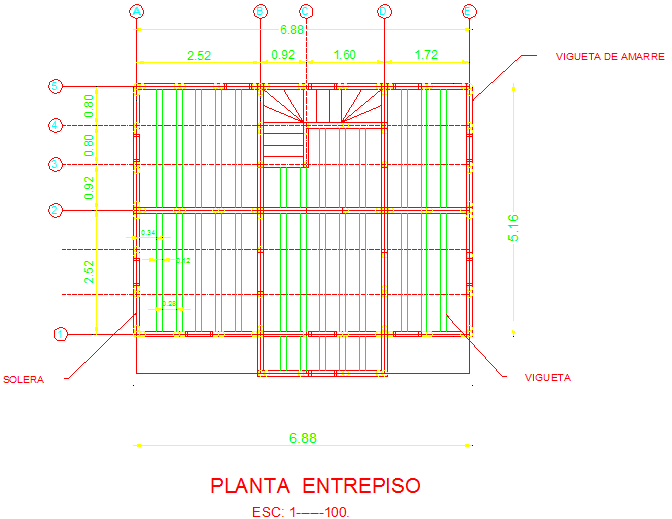 A B C D E
6.88
2.52 0.92 1.60 1.72
VIGUETA DE AMARRE
5
0.80
4
0.80
3
0.92
2
5.16
0.34
0.12
2.52
0.28
1
SOLERA
VIGUETA
6.88
PLANTA ENTREPISO
ESC: 1------100.